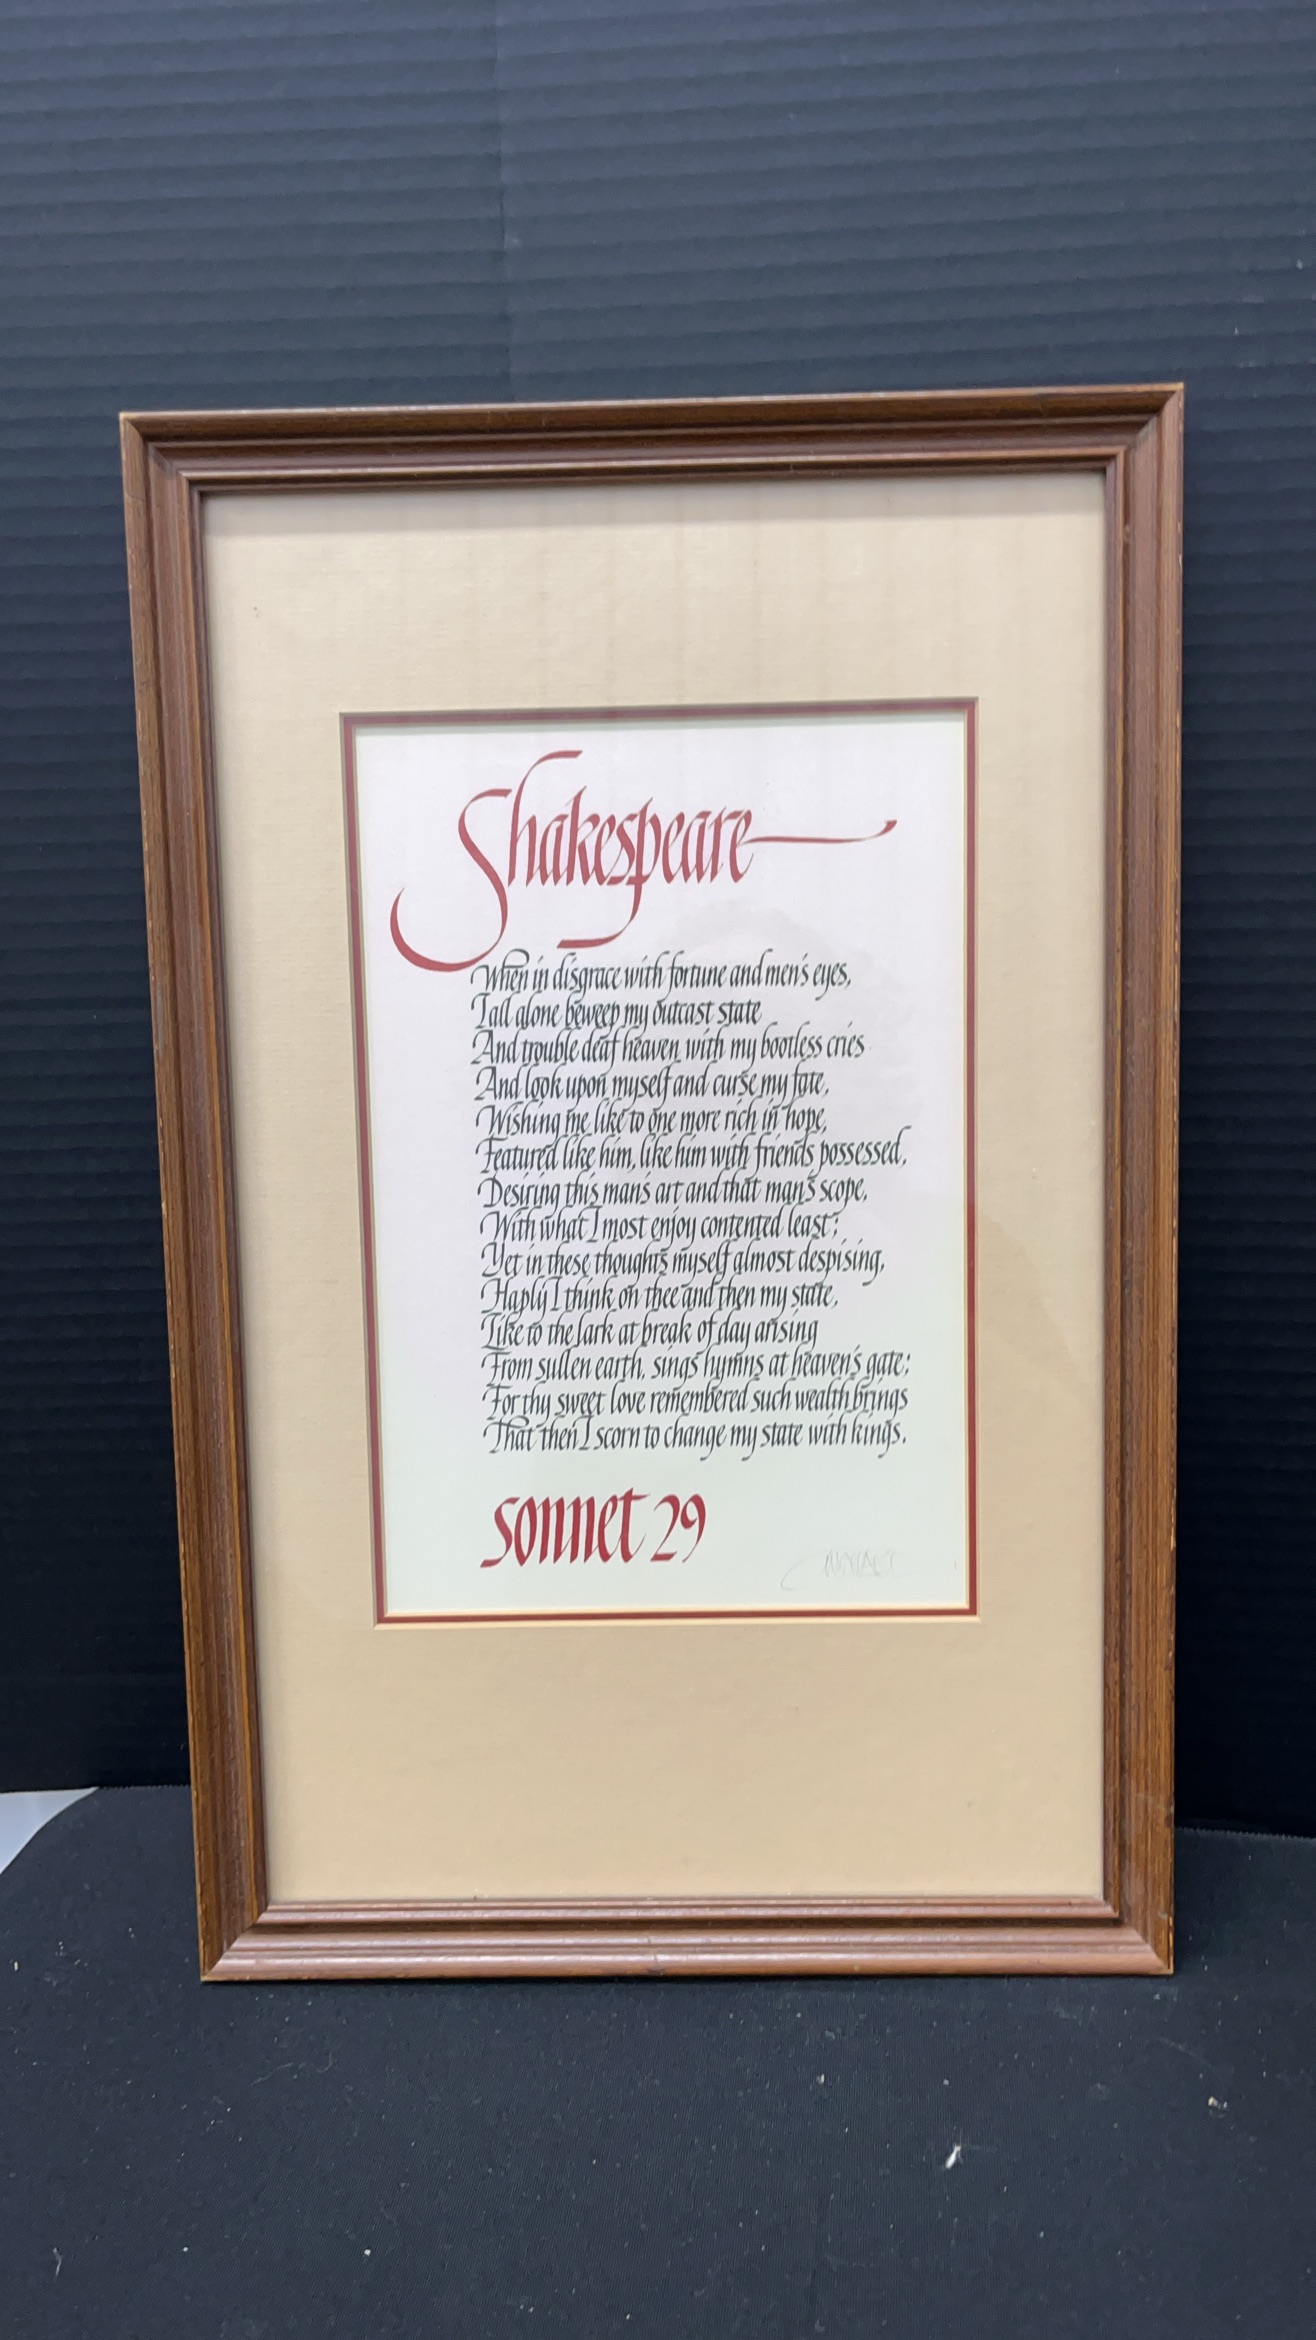 Shakespeare
When in disgrace with fortune and men's eyes,
I all alone beweep my outcast state
And trouble deaf heaven with my bootless cries
And look upon myself and curse my fate,
Wishing me like to one more rich in hope,
Featured like him, like him with friends possessed,
Desiring this man's art and that man's scope,
With what I most enjoy contented least;
Yet in these thoughts myself almost despising,
Haply I think on thee and then my state,
Like to the lark at break of day arising
From sullen earth, sings hymns at heaven's gate;
For thy sweet love remembered such wealth brings
That then I scorn to change my state with kings.
sonnet 29